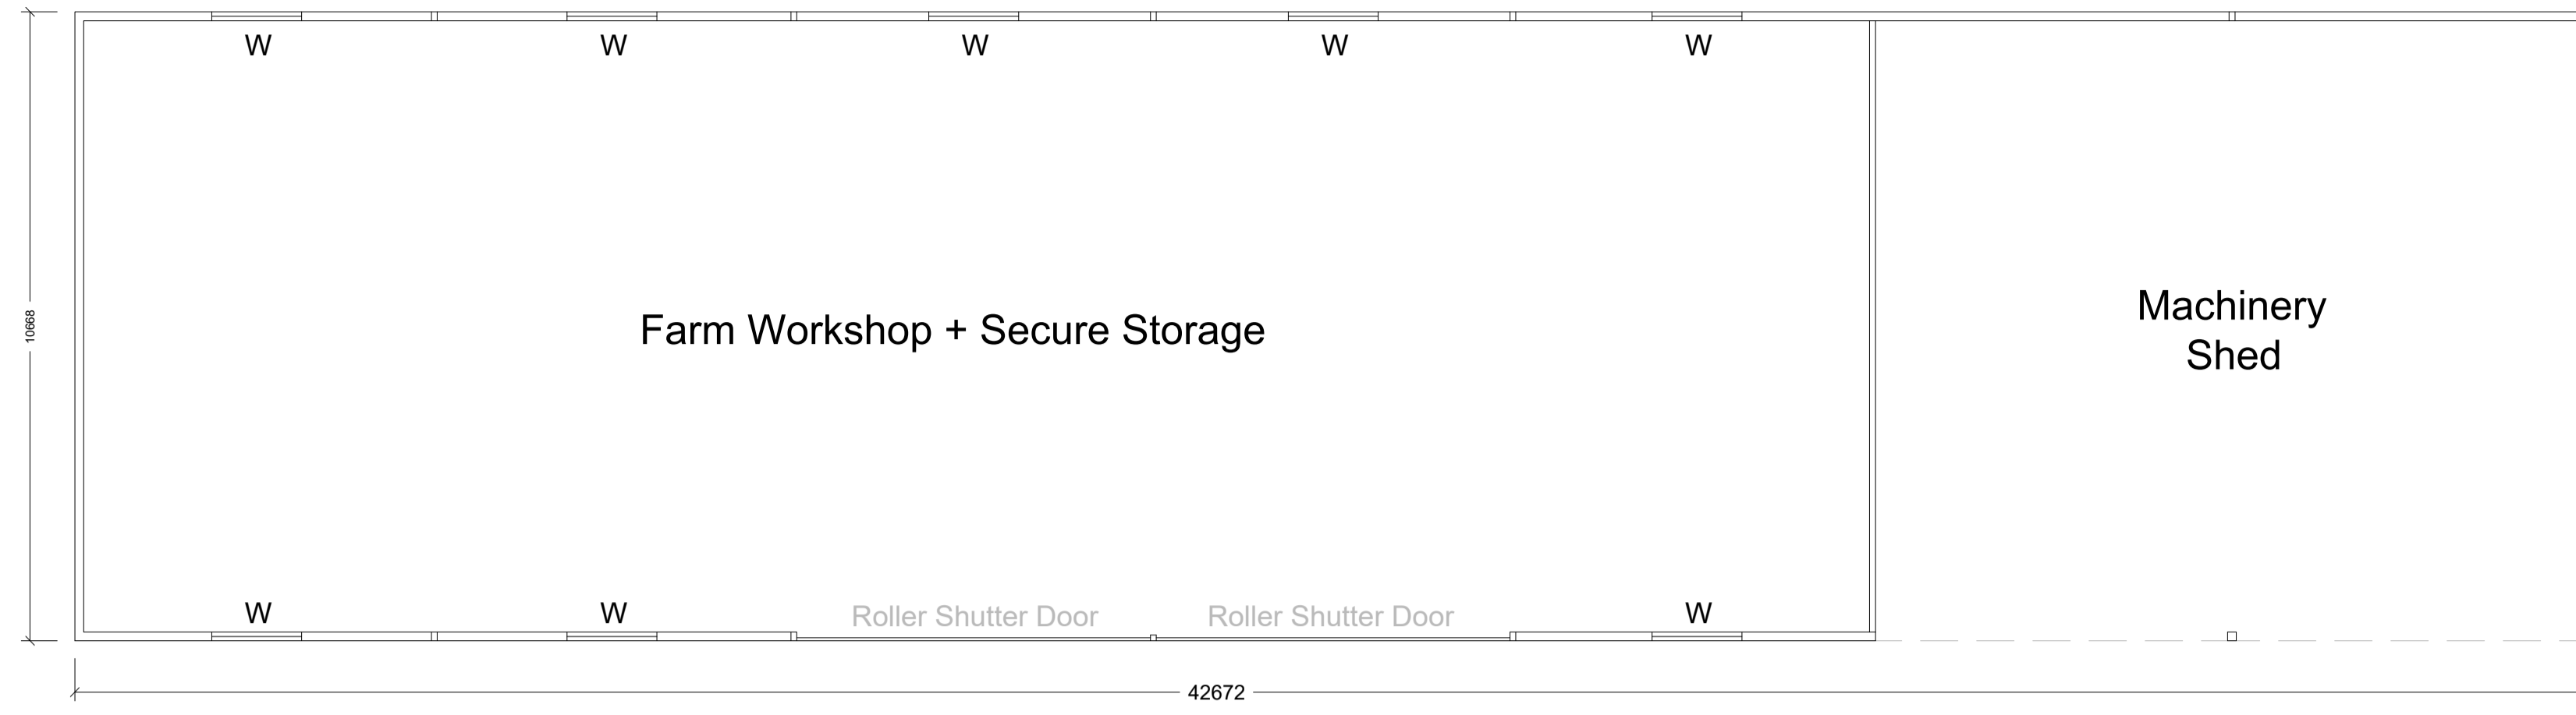 W W W W W
10668
Farm Workshop + Secure Storage
Machinery
Shed
W W Roller Shutter Door Roller Shutter Door W
42672